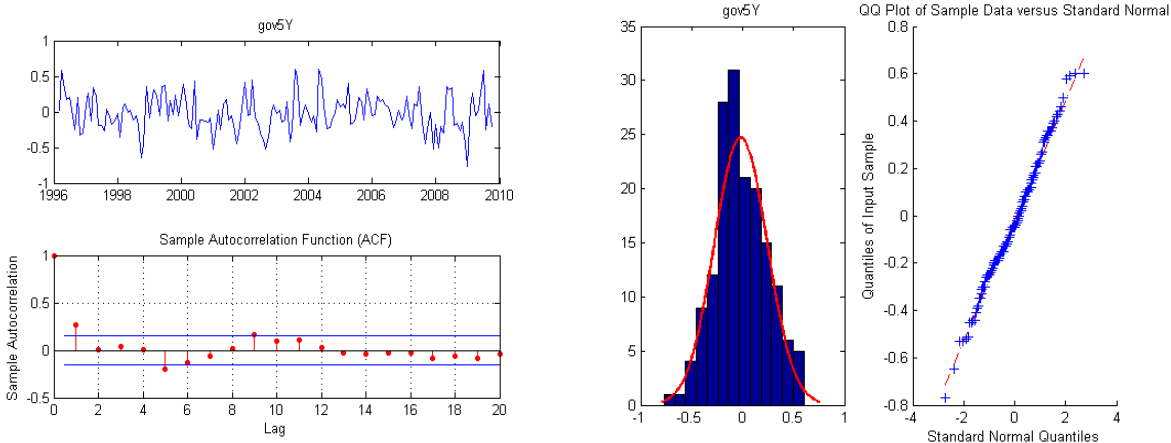 gov5Y
1
0.5
0
-0.5
-1
1996 1998 2000 2002 2004 2006 2008 2010
Sample Autocorrelation Function (ACF)
Sample Autocorrelation
1
0.5
0
-0.5
0 2 4 6 8 10 12 14 16 18 20
Lag
gov5Y
35
30
25
20
15
10
5
0
-1 -0.5 0 0.5 1
QQ Plot of Sample Data versus Standard Normal
Quantiles of Input Sample
0.8
0.6
0.4
0.2
0
-0.2
-0.4
-0.6
-0.8
-4 -2 0 2 4
Standard Normal Quantiles